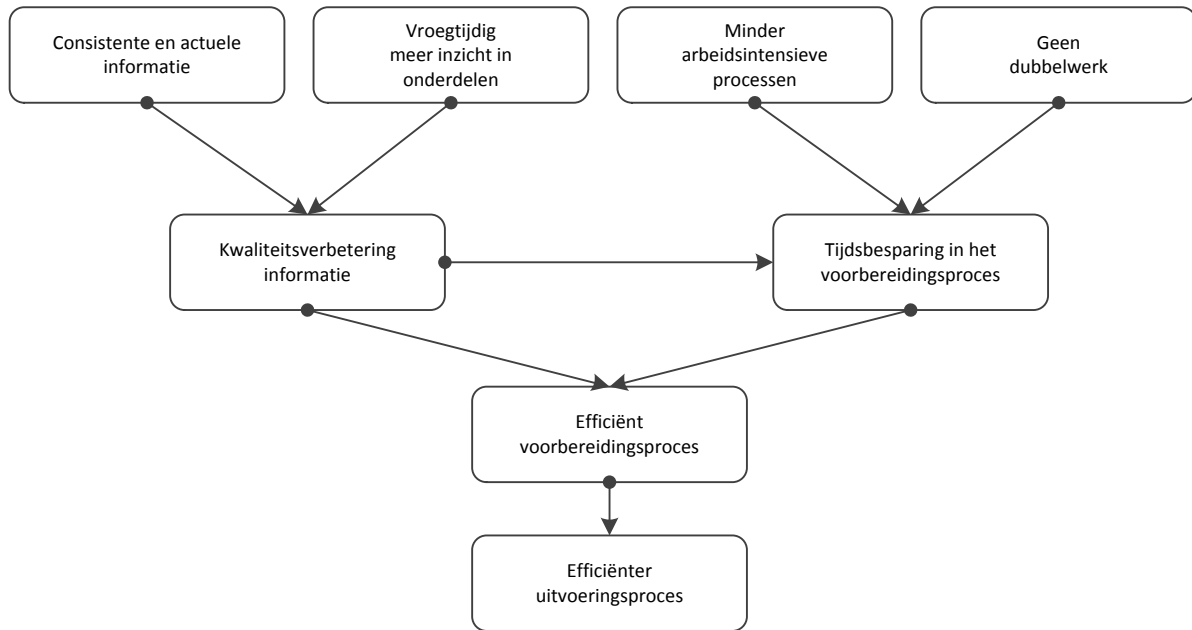 Consistente en actuele
informatie
Vroegtijdig
meer inzicht in
onderdelen
Minder
arbeidsintensieve
processen
Geen
dubbelwerk
Kwaliteitsverbetering
informatie
Tijdsbesparing in het
voorbereidingsproces
Efficiënt
voorbereidingsproces
Efficiënter
uitvoeringsproces